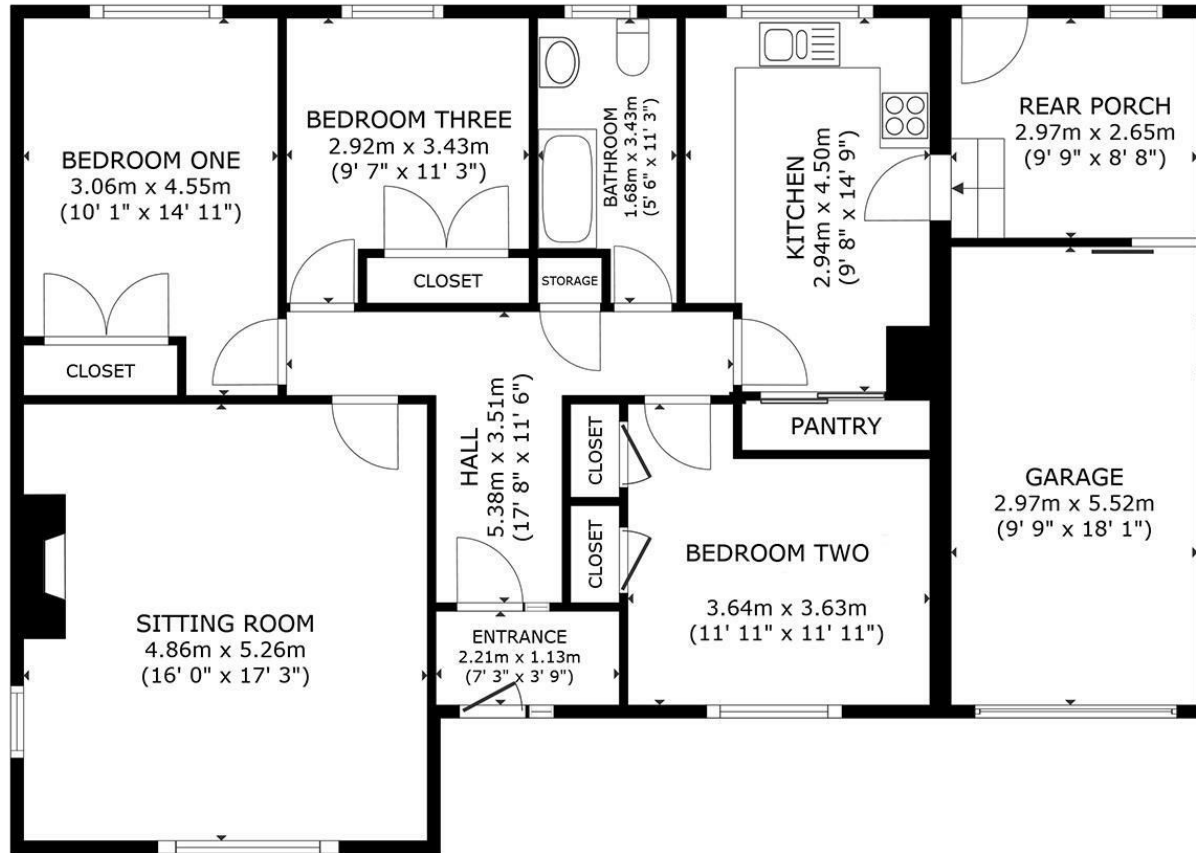 BEDROOM ONE
3.06m x 4.55m
(10' 1" x 14' 11")
CLOSET
BEDROOM THREE
2.92m x 3.43m
(9' 7" x 11' 3")
CLOSET
BATHROOM
1.68m x 3.43m
(5' 6" x 11' 3")
STORAGE
KITCHEN
2.94m x 4.50m
(9' 8" x 14' 9")
REAR PORCH
2.97m x 2.65m
(9' 9" x 8' 8")
HALL
5.38m x 3.51m
(17' 8" x 11' 6")
CLOSET
CLOSET
PANTRY
BEDROOM TWO
3.64m x 3.63m
(11' 11" x 11' 11")
GARAGE
2.97m x 5.52m
(9' 9" x 18' 1")
SITTING ROOM
4.86m x 5.26m
(16' 0" x 17' 3")
ENTRANCE
2.21m x 1.13m
(7' 3" x 3' 9")